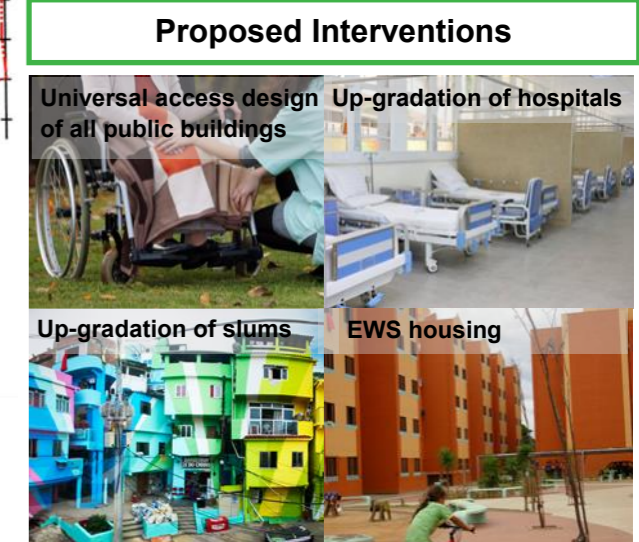 Proposed Interventions
Universal access design
of all public buildings
Up-gradation of hospitals
Up-gradation of slums
EWS housing